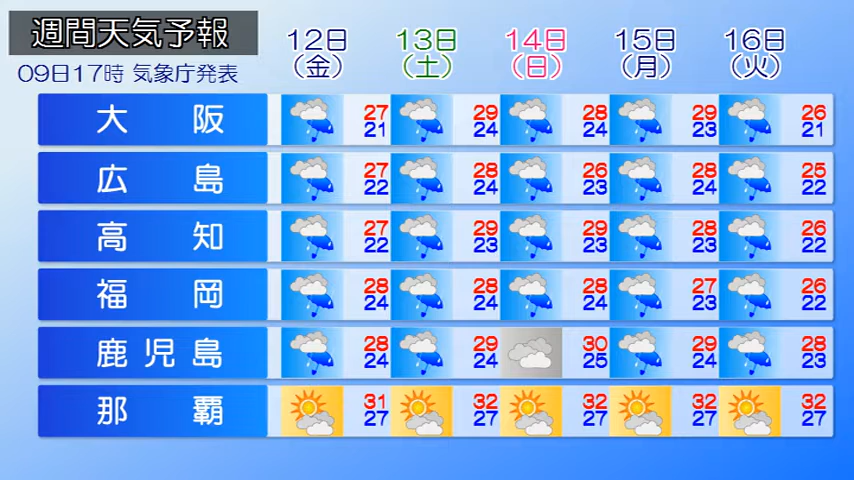 週間天気予報
09日17時 気象庁発表
12日 13日 14日 15日 16日
（金） （土） （日） （月） （火）
大阪 27 21 29 24 28 24 29 23 26 21
広島 27 22 28 24 26 23 28 24 25 22
高知 27 22 29 23 29 23 28 23 26 22
福岡 28 24 28 24 28 24 27 23 26 22
鹿児島 28 24 29 24 30 25 29 24 28 23
那覇 31 27 32 27 32 27 32 27 32 27